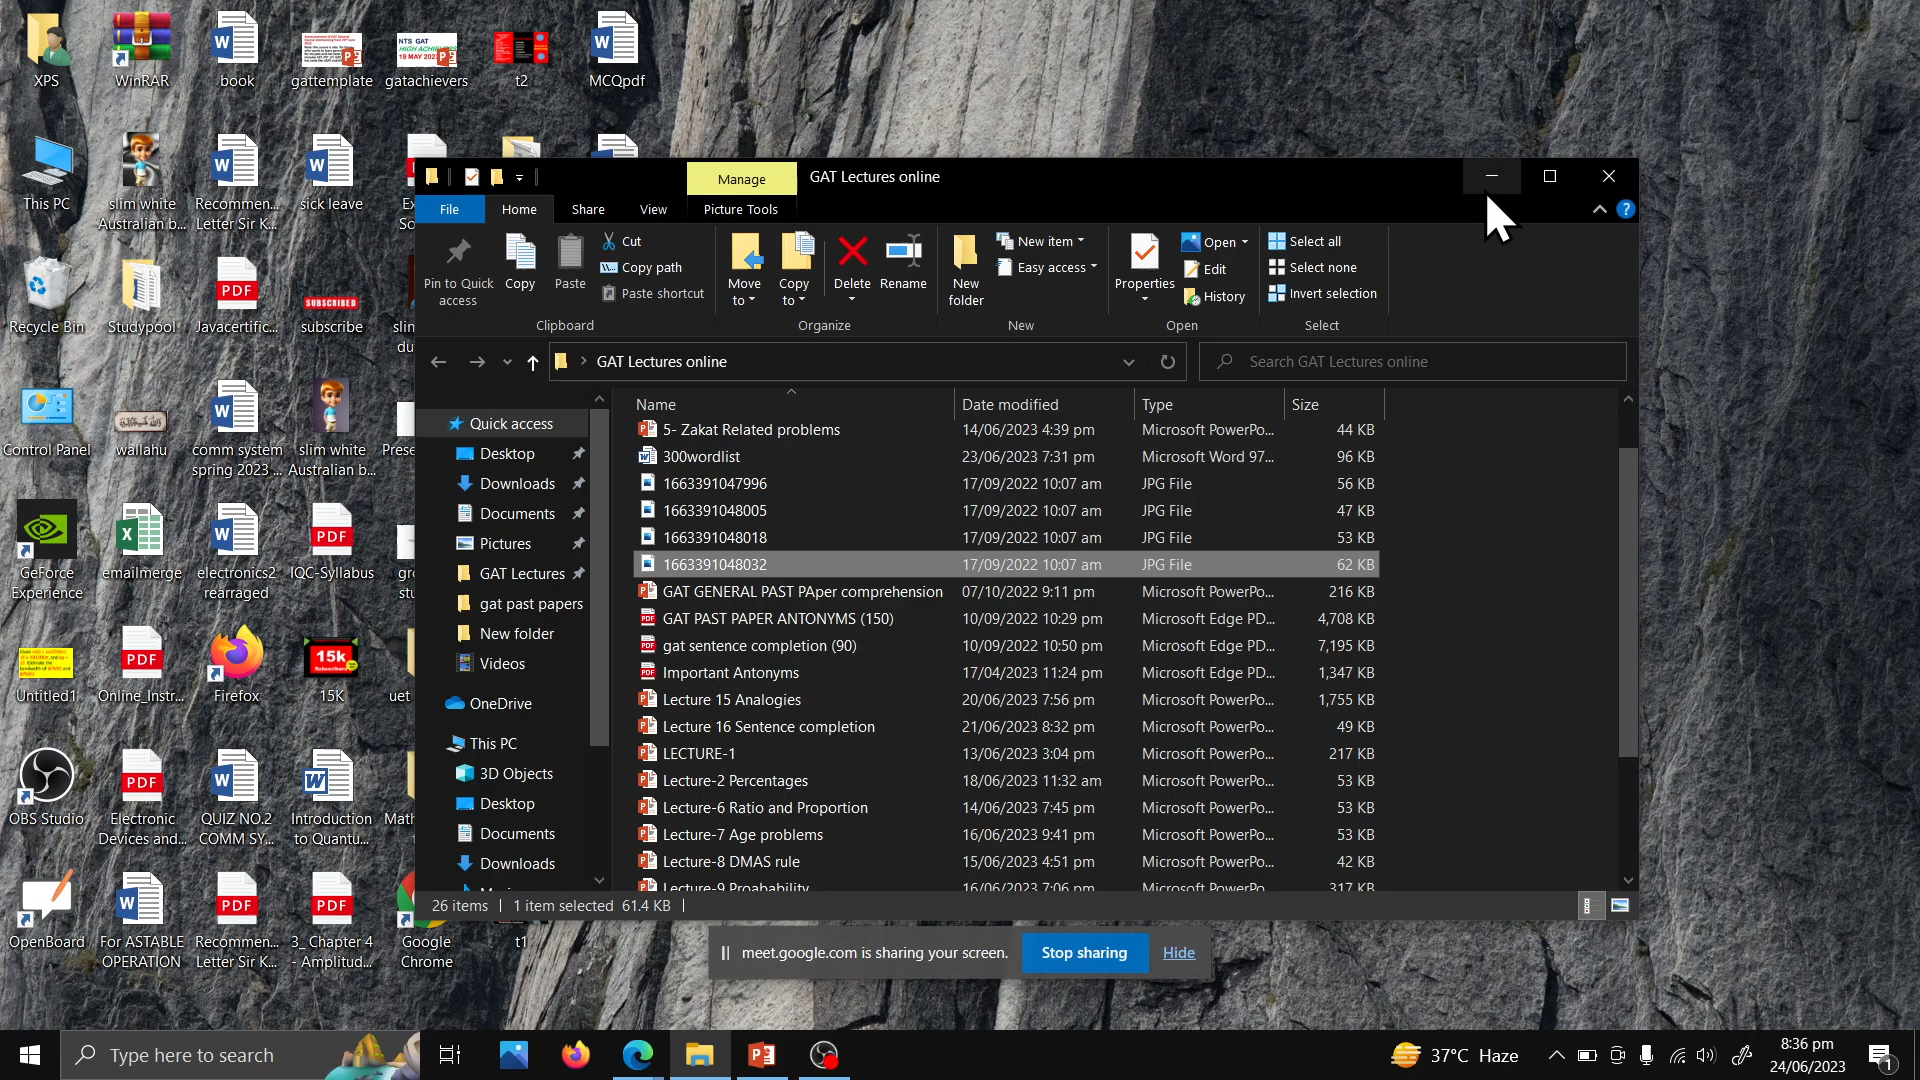 XPS
WinRAR
book
gattemplate
gatachievers
t2
MCQpdf
This PC
slim white
Australian b...
Recommen...
Letter Sir K...
sick leave
Recycle Bin
Studypool
Javacertific...
SUBSCRIBED
subscribe
Control Panel
wallahu
comm system
spring 2023 ...
slim white
Australian b...
GeForce
Experience
emailmerge
electronics2
rearraged
IQC-Syllabus
Untitled1
Online_Instr...
Firefox
15k
15K
OBS Studio
Electronic
Devices and...
QUIZ NO.2
COMM SY...
Introduction
to Quantu...
OpenBoard
For ASTABLE
OPERATION
Recommen...
Letter Sir K...
3_ Chapter 4
- Amplitud...
Google
Chrome
t1
Manage
GAT Lectures online
File
Home
Share
View
Picture Tools
Pin to Quick
access
Copy
Paste
Cut
Copy path
Paste shortcut
Clipboard
Move
to
Copy
to
Delete
Rename
Organize
New
folder
New item
Easy access
New
Properties
Open
Edit
History
Open
Select all
Select none
Invert selection
Select
GAT Lectures online
Search GAT Lectures online
Quick access
Desktop
Downloads
Documents
Pictures
GAT Lectures
gat past papers
New folder
Videos
OneDrive
This PC
3D Objects
Desktop
Documents
Downloads
Name Date modified Type Size
5- Zakat Related problems 14/06/2023 4:39 pm Microsoft PowerPo... 44 KB
300wordlist 23/06/2023 7:31 pm Microsoft Word 97... 96 KB
1663391047996 17/09/2022 10:07 am JPG File 56 KB
1663391048005 17/09/2022 10:07 am JPG File 47 KB
1663391048018 17/09/2022 10:07 am JPG File 53 KB
1663391048032 17/09/2022 10:07 am JPG File 62 KB
GAT GENERAL PAST PAper comprehension 07/10/2022 9:11 pm Microsoft PowerPo... 216 KB
GAT PAST PAPER ANTONYMS (150) 10/09/2022 10:29 pm Microsoft Edge PD... 4,708 KB
gat sentence completion (90) 10/09/2022 10:50 pm Microsoft Edge PD... 7,195 KB
Important Antonyms 17/04/2023 11:24 pm Microsoft Edge PD... 1,347 KB
Lecture 15 Analogies 20/06/2023 7:56 pm Microsoft PowerPo... 1,755 KB
Lecture 16 Sentence completion 21/06/2023 8:32 pm Microsoft PowerPo... 49 KB
LECTURE-1 13/06/2023 3:04 pm Microsoft PowerPo... 217 KB
Lecture-2 Percentages 18/06/2023 11:32 am Microsoft PowerPo... 53 KB
Lecture-6 Ratio and Proportion 14/06/2023 7:45 pm Microsoft PowerPo... 53 KB
Lecture-7 Age problems 16/06/2023 9:41 pm Microsoft PowerPo... 53 KB
Lecture-8 DMAS rule 15/06/2023 4:51 pm Microsoft PowerPo... 42 KB
Lecture-9 Proabability 16/06/2023 7:06 pm Microsoft PowerPo... 317 KB
26 items 1 item selected 61.4 KB
meet.google.com is sharing your screen. Stop sharing Hide
Type here to search
37°C Haze
8:36 pm
24/06/2023
1